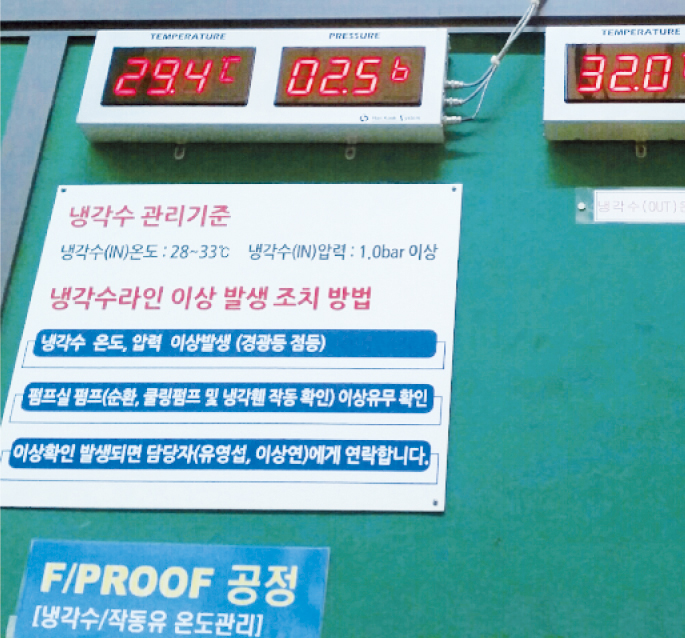 TEMPERATURE PRESSURE TEMPERATURE
29.4℃ 02.5b 32.0
냉각수(OUT)
냉각수 관리기준
냉각수(IN)온도 : 28~33℃ 냉각수(IN)압력 : 1.0bar 이상
냉각수라인 이상 발생 조치 방법
냉각수 온도, 압력 이상발생 (경광등 점등)
펌프실 펌프(순환, 쿨링펌프 및 냉각휀 작동 확인) 이상유무 확인
이상확인 발생되면 담당자(유영섭, 이상연)에게 연락합니다.
F/PROOF 공정
[냉각수/작동유 온도관리]